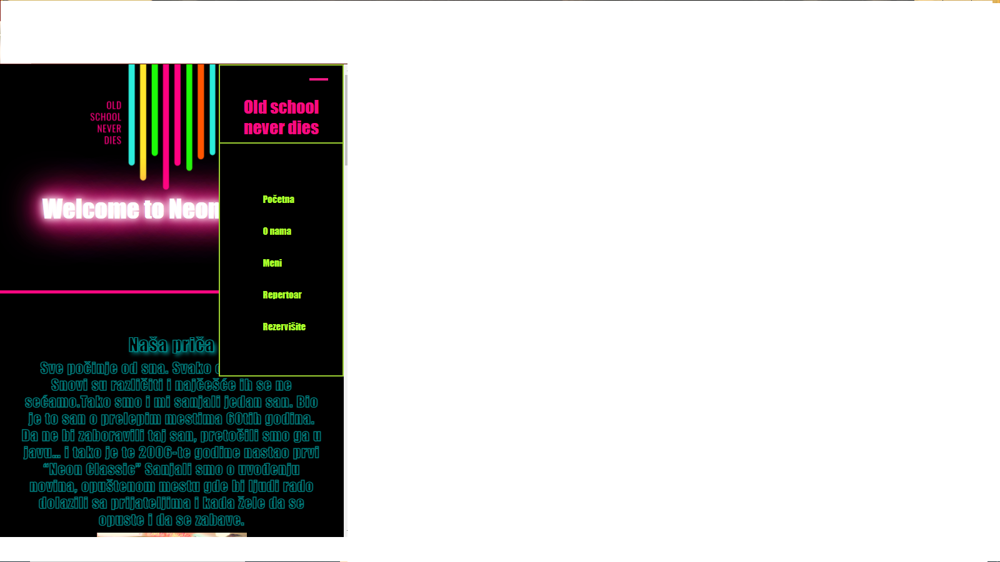 OLD
SCHOOL
NEVER
DIES
Welcome to Neon
Old school
never dies
Početna
O nama
Meni
Repertoar
Rezervišite
Naša priča
Sve počinje od sna. Svako
Snovi su različiti i najčešće ih se ne
sećamo.Tako smo i mi sanjali jedan san. Bio
je to san o prelepim mestima 60tih godina.
Da ne bi zaboravili taj san, pretočili smo ga u
javu... i tako je te 2006-te godine nastao prvi
“Neon Classic” Sanjali smo o uvođenju
novina, opuštenom mestu gde bi ljudi rado
dolazili sa prijateljima i kada žele da se
opuste i da se zabave.